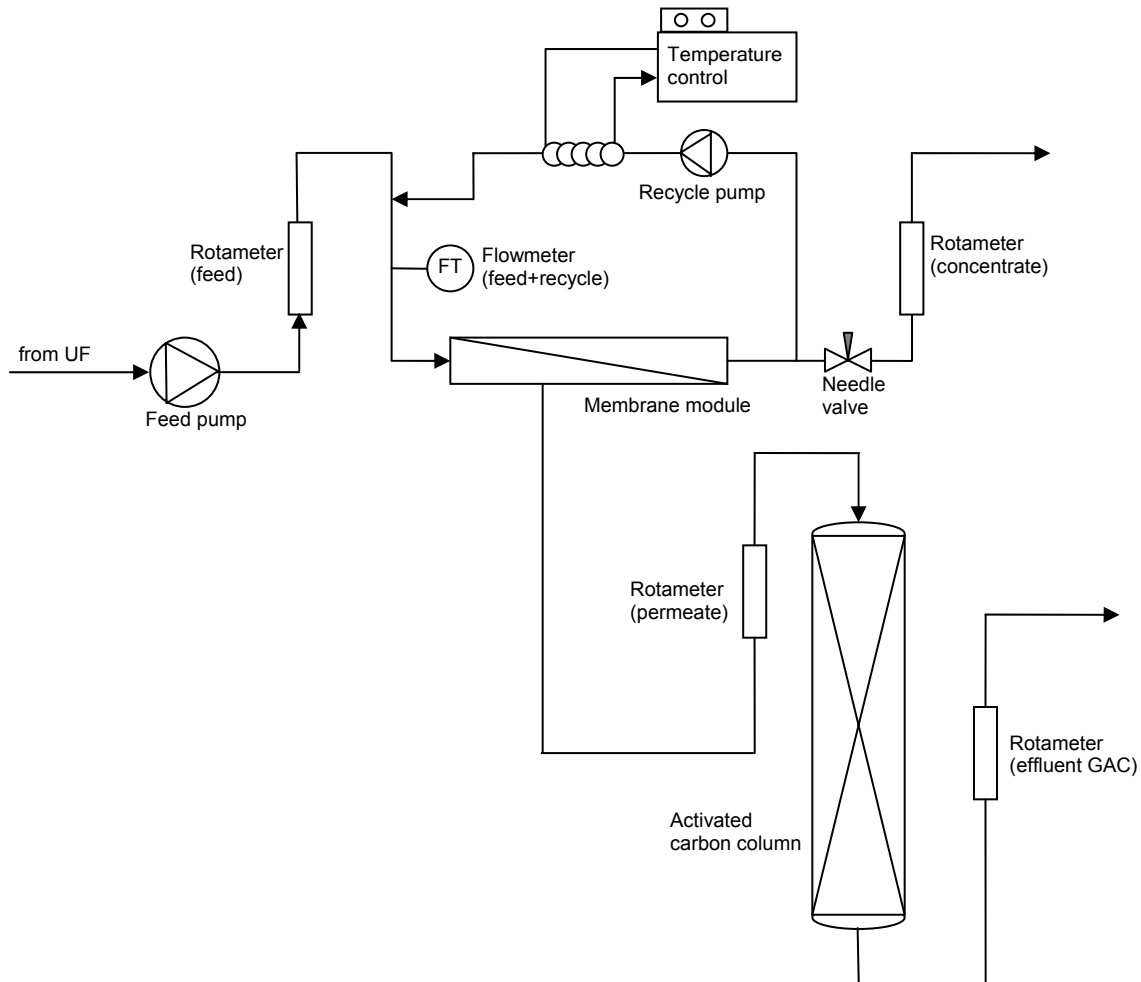 Temperature
control
Recycle pump
Rotameter
(feed)
FT
Flowmeter
(feed+recycle)
Rotameter
(concentrate)
from UF
Feed pump
Membrane module
Needle
valve
Rotameter
(permeate)
Rotameter
(effluent GAC)
Activated
carbon column